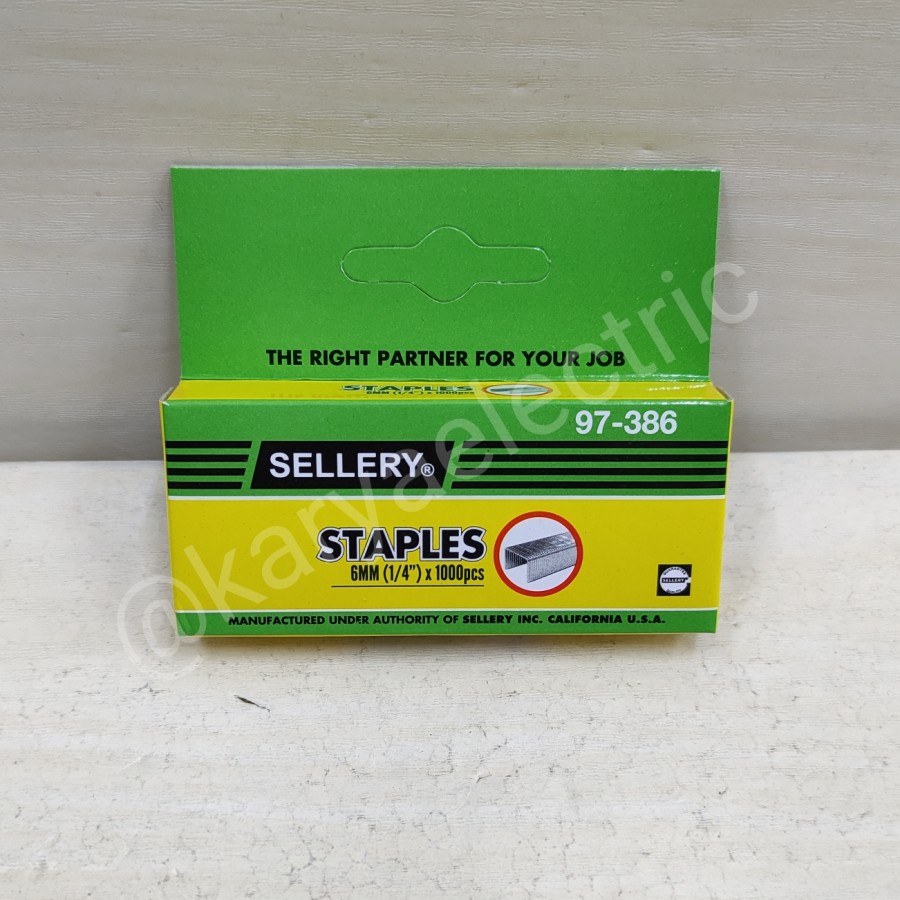 THE RIGHT PARTNER FOR YOUR JOB
STAPLES
6MM (1/4") x 1000pcs
97-386
SELLERY®
STAPLES
6MM (1/4") x 1000pcs
SELLERY
MANUFACTURED UNDER AUTHORITY OF SELLERY INC. CALIFORNIA U.S.A.
@karyaelectric